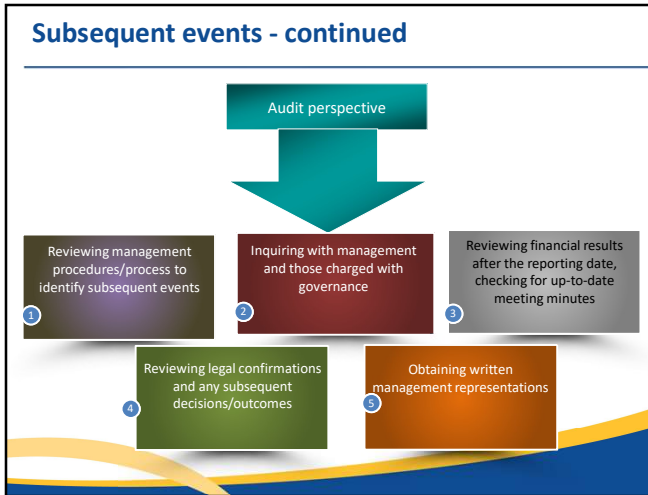 Subsequent events - continued
Audit perspective
Reviewing management
procedures/process to
identify subsequent events
1
Inquiring with management
and those charged with
governance
2
Reviewing financial results
after the reporting date,
checking for up-to-date
meeting minutes
3
Reviewing legal confirmations
and any subsequent
decisions/outcomes
4
Obtaining written
management representations
5